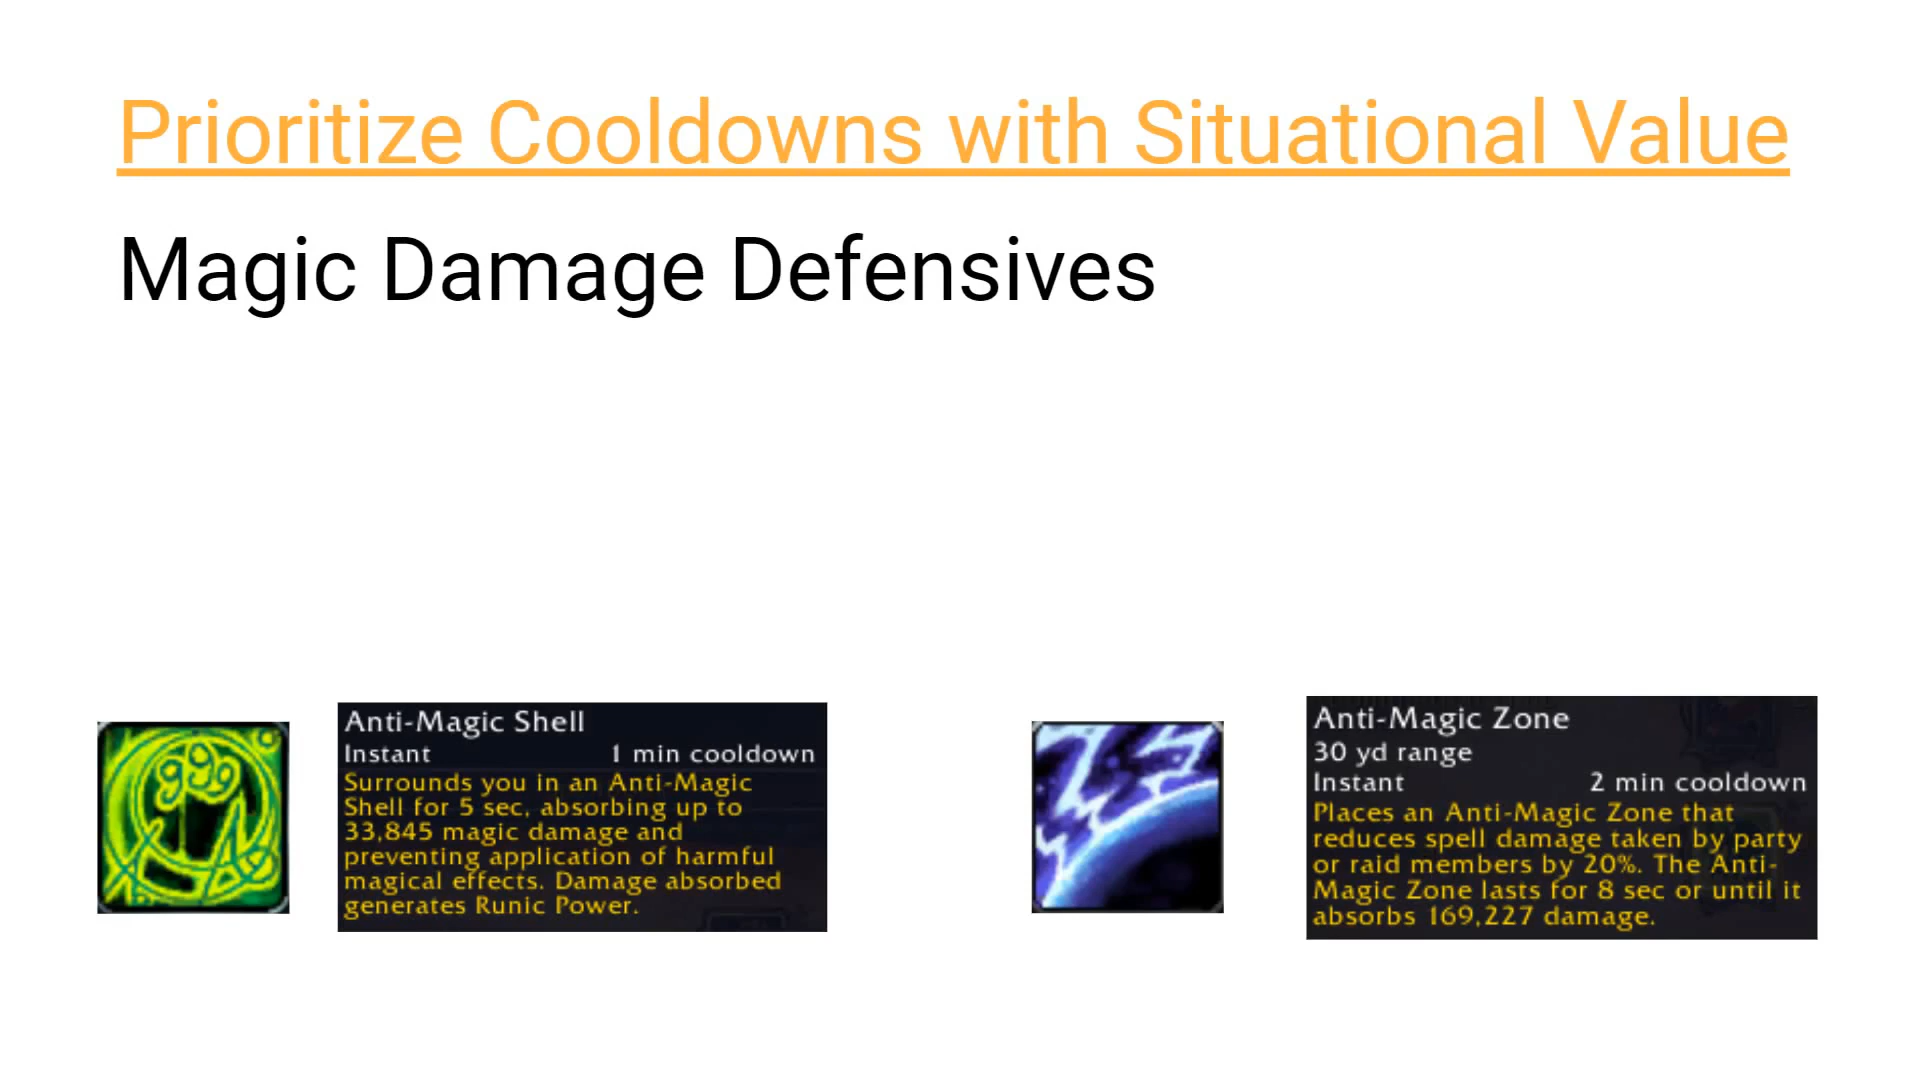 Prioritize Cooldowns with Situational Value
Magic Damage Defensives
Anti-Magic Shell
Instant 1 min cooldown
Surrounds you in an Anti-Magic
Shell for 5 sec, absorbing up to
33,845 magic damage and
preventing application of harmful
magical effects. Damage absorbed
generates Runic Power.
Anti-Magic Zone
30 yd range
Instant 2 min cooldown
Places an Anti-Magic Zone that
reduces spell damage taken by party
or raid members by 20%. The Anti-
Magic Zone lasts for 8 sec or until it
absorbs 169,227 damage.